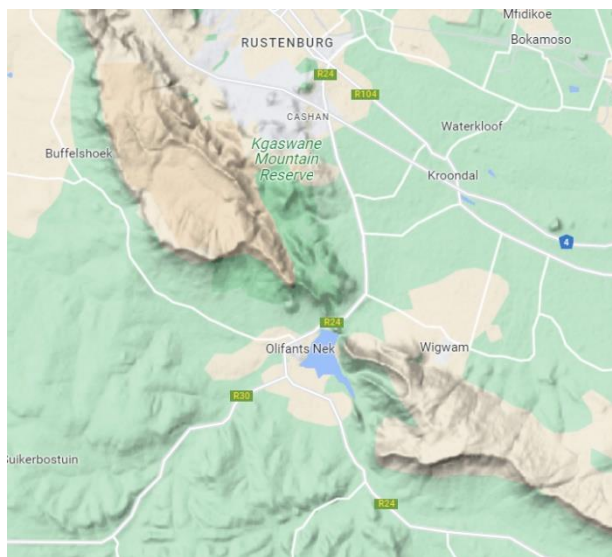 Mfidikoe
Bokamoso
RUSTENBURG
R24
R104
CASHAN
Waterkloof
Kgaswane
Mountain
Reserve
Buffelshoek
Kroondal
4
R24
Olifants Nek
Wigwam
R30
Suikerbostuin
R24